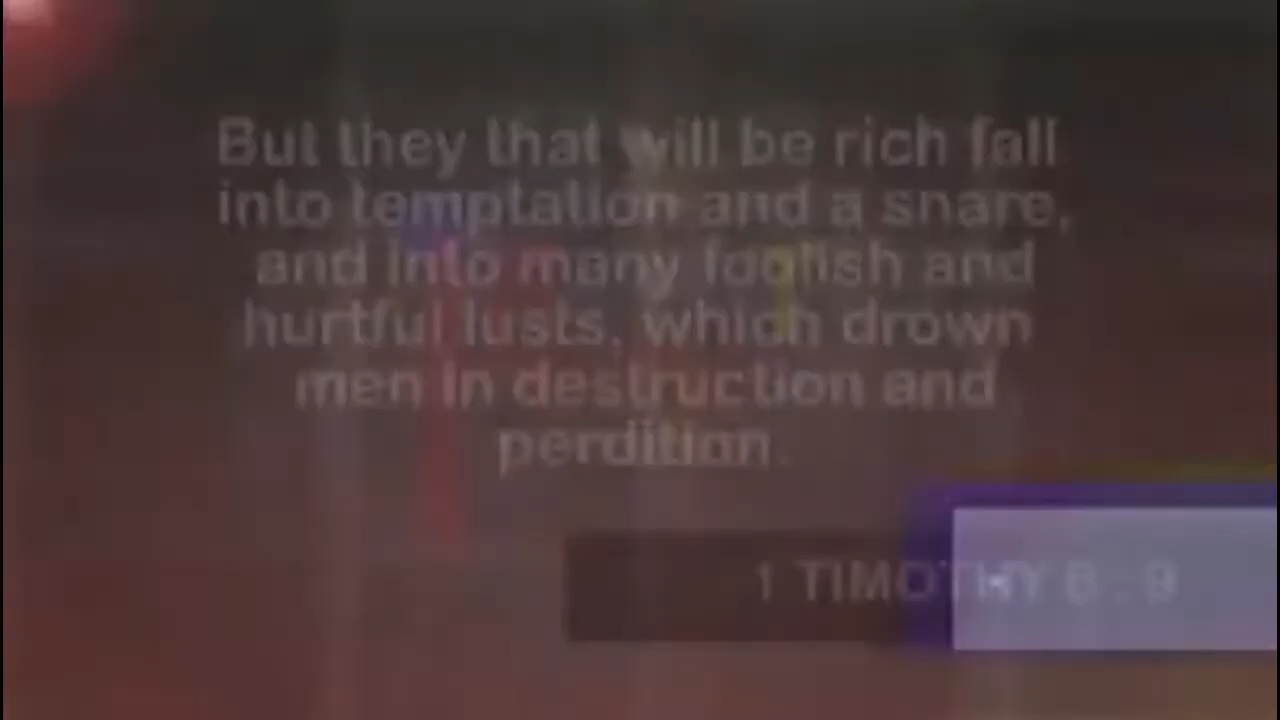 But they that will be rich fall
into temptation and a snare,
and into many foolish and
hurtful lusts, which drown
men in destruction and
perdition.
1 TIMOTHY 6 : 9